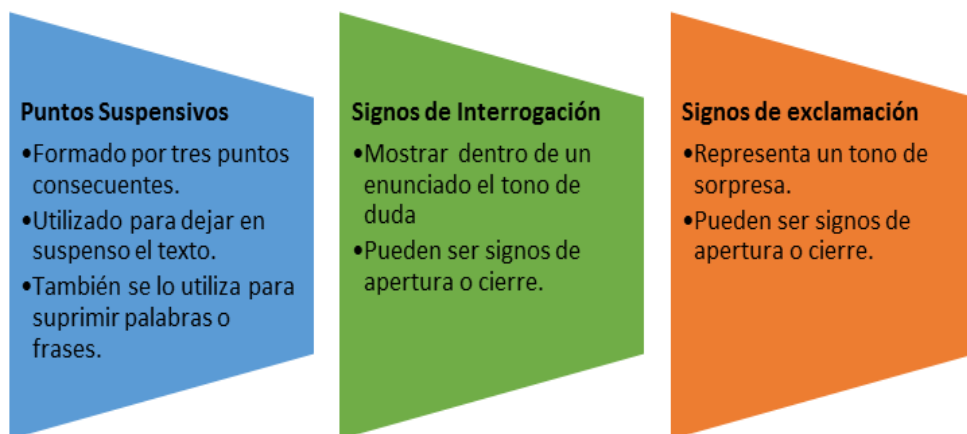 Puntos Suspensivos
•Formado por tres puntos
consecuentes.
•Utilizado para dejar en
suspenso el texto.
•También se lo utiliza para
suprimir palabras o
frases.
Signos de Interrogación
•Mostrar dentro de un
enunciado el tono de
duda
•Pueden ser signos de
apertura o cierre.
Signos de exclamación
•Representa un tono de
sorpresa.
•Pueden ser signos de
apertura o cierre.